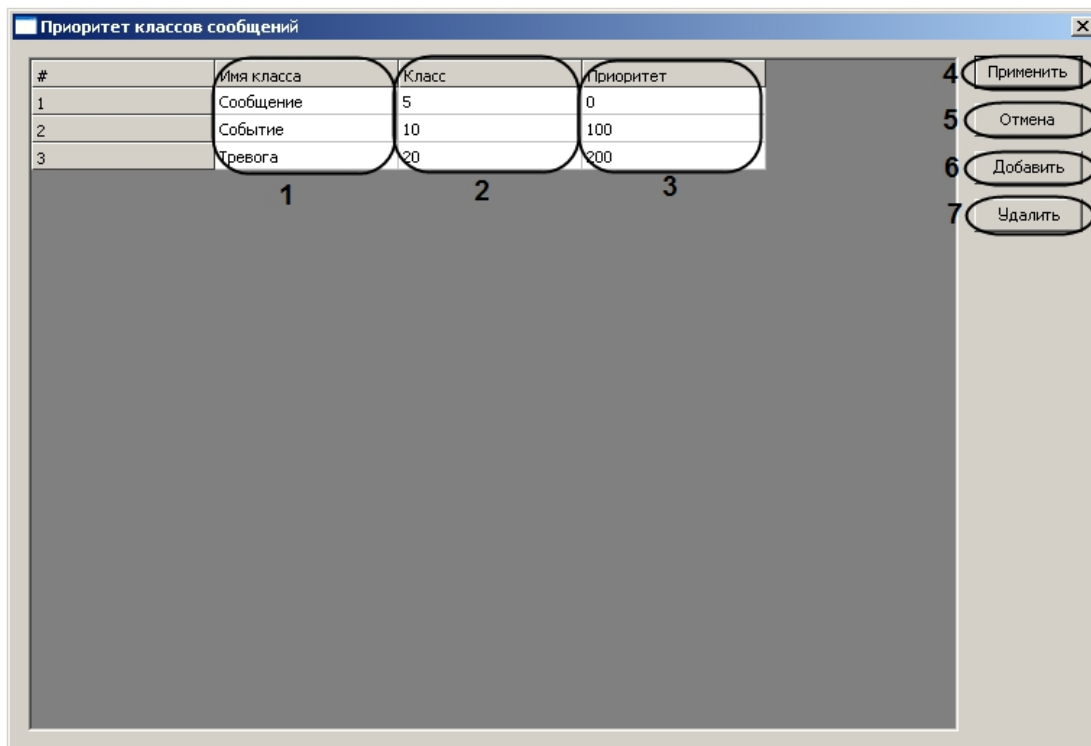 Приоритет классов сообщений
# Имя класса Класс Приоритет
1 Сообщение 5 0
2 Событие 10 100
3 Тревога 20 200
1 2 3
4 Применить
5 Отмена
6 Добавить
7 Удалить